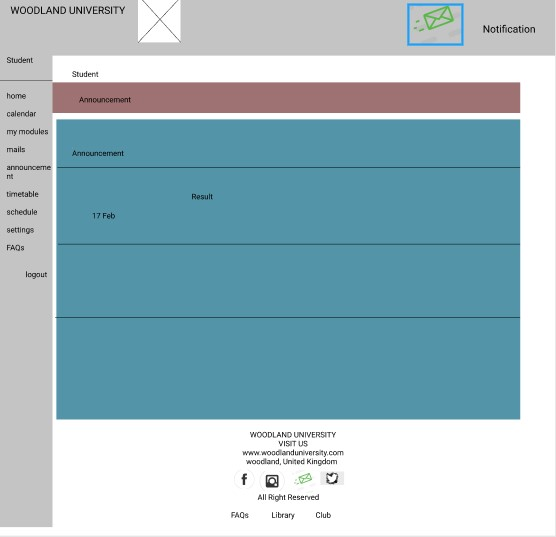 WOODLAND UNIVERSITY
Notification
Student
home
calendar
my modules
mails
announceme
nt
timetable
schedule
settings
FAQs
logout
Student
Announcement
Announcement
Result
17 Feb
WOODLAND UNIVERSITY
VISIT US
www.woodlanduniversity.com
woodland, United Kingdom
All Right Reserved
FAQs Library Club